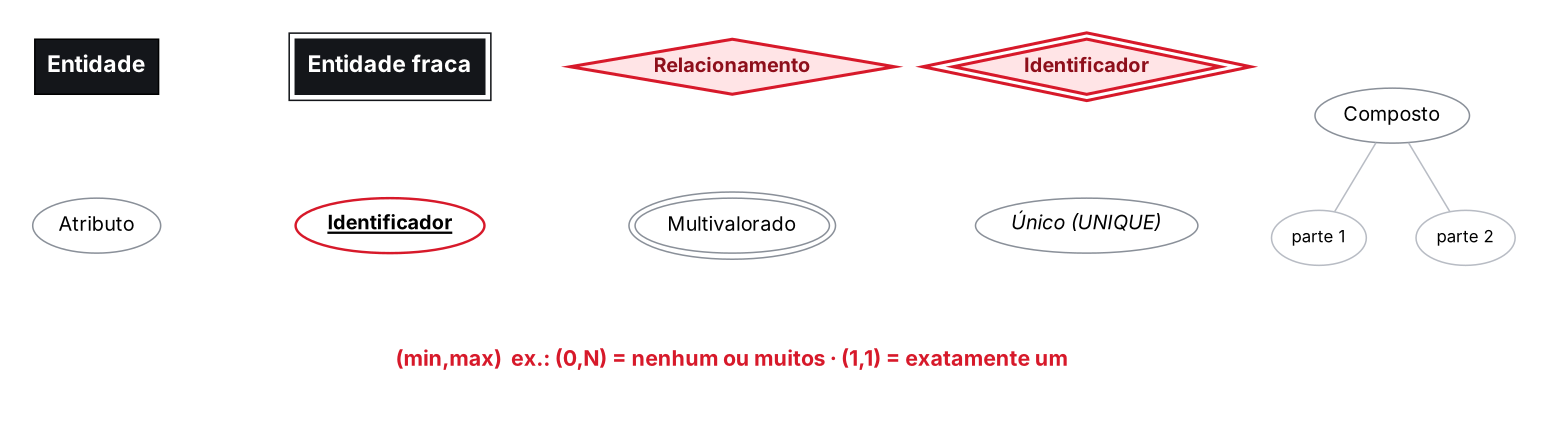 Entidade
Entidade fraca
Relacionamento
Identificador
Composto
Atributo
Identificador
Multivalorado
Único (UNIQUE)
parte 1
parte 2
(min,max) ex.: (0,N) = nenhum ou muitos · (1,1) = exatamente um